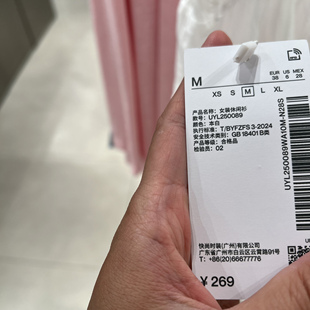 M
EUR US MEX
38 6 28
XS S M L XL
产品名称：女装休闲衫
款号：UYL250089
颜色：本白
执行标准：T/BYFZFS 3-2024
安全技术类别：GB 18401 B类
产品等级：合格品
检验员：02
快尚时装(广州)有限公司
广东省广州市白云区云霄路91号
T：+86(20)66677776
¥ 269
UYL250089WA10M-N28S